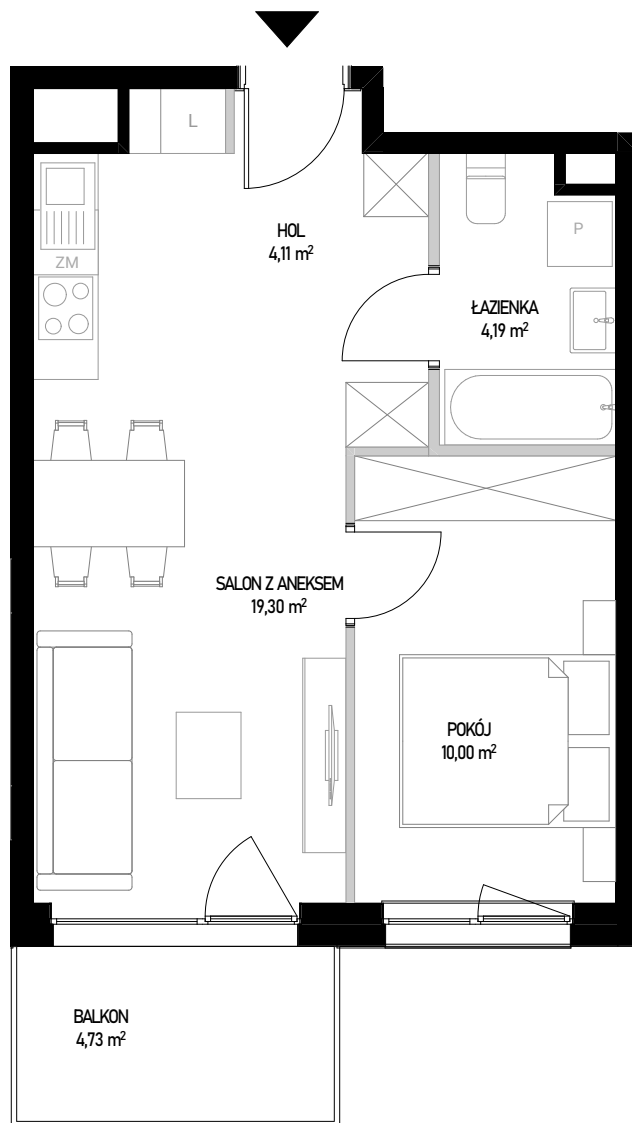 L
HOL
4,11 m²
P
ZM
ŁAZIENKA
4,19 m²
SALON Z ANEKSEM
19,30 m²
POKÓJ
10,00 m²
BALKON
4,73 m²